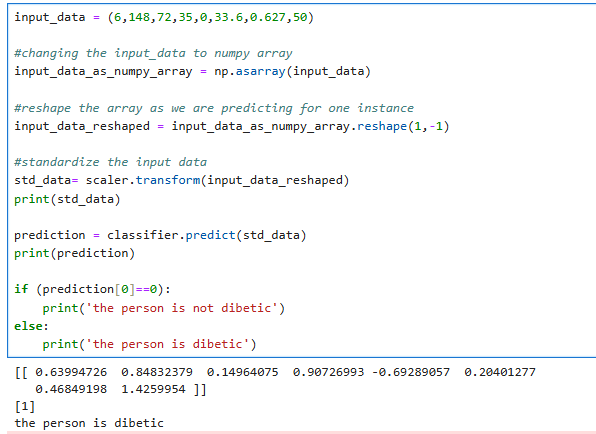 input_data = (6,148,72,35,0,33.6,0.627,50)
#changing the input_data to numpy array
input_data_as_numpy_array = np.asarray(input_data)
#reshape the array as we are predicting for one instance
input_data_reshaped = input_data_as_numpy_array.reshape(1,-1)
#standardize the input data
std_data= scaler.transform(input_data_reshaped)
print(std_data)
prediction = classifier.predict(std_data)
print(prediction)
if (prediction[0]==0):
    print('the person is not dibetic')
else:
    print('the person is dibetic')
[[ 0.63994726  0.84832379  0.14964075  0.90726993 -0.69289057  0.20401277
   0.46849198  1.4259954 ]]
[1]
the person is dibetic